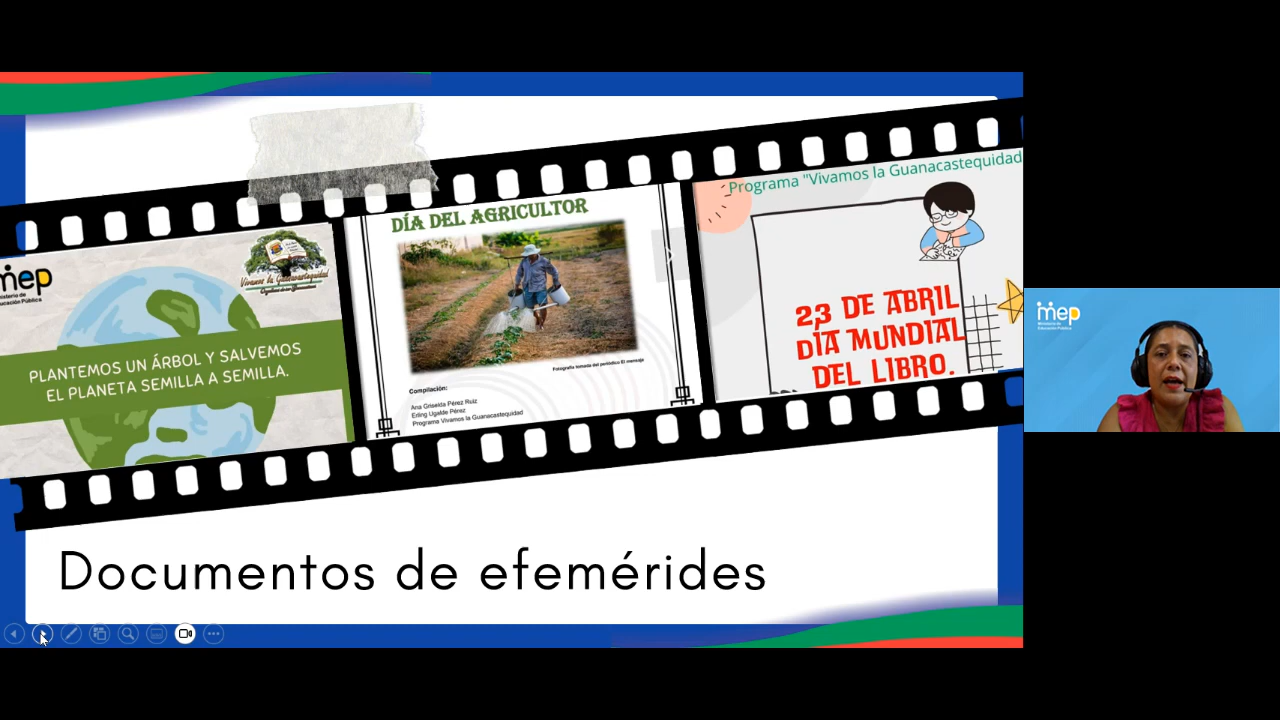 mep
Ministerio de
Educación Pública
Vivamos la Guanacastequidad
PLANTEMOS UN ÁRBOL Y SALVEMOS
EL PLANETA SEMILLA A SEMILLA.
DÍA DEL AGRICULTOR
Fotografía tomada del periódico El mensaje
Compilación:
Ana Griselda Pérez Ruiz
Erling Ugalde Pérez
Programa Vivamos la Guanacastequidad
Programa "Vivamos la Guanacastequidad
23 DE ABRIL
DÍA MUNDIAL
DEL LIBRO.
Documentos de efemérides
mep
Ministerio de
Educación Pública